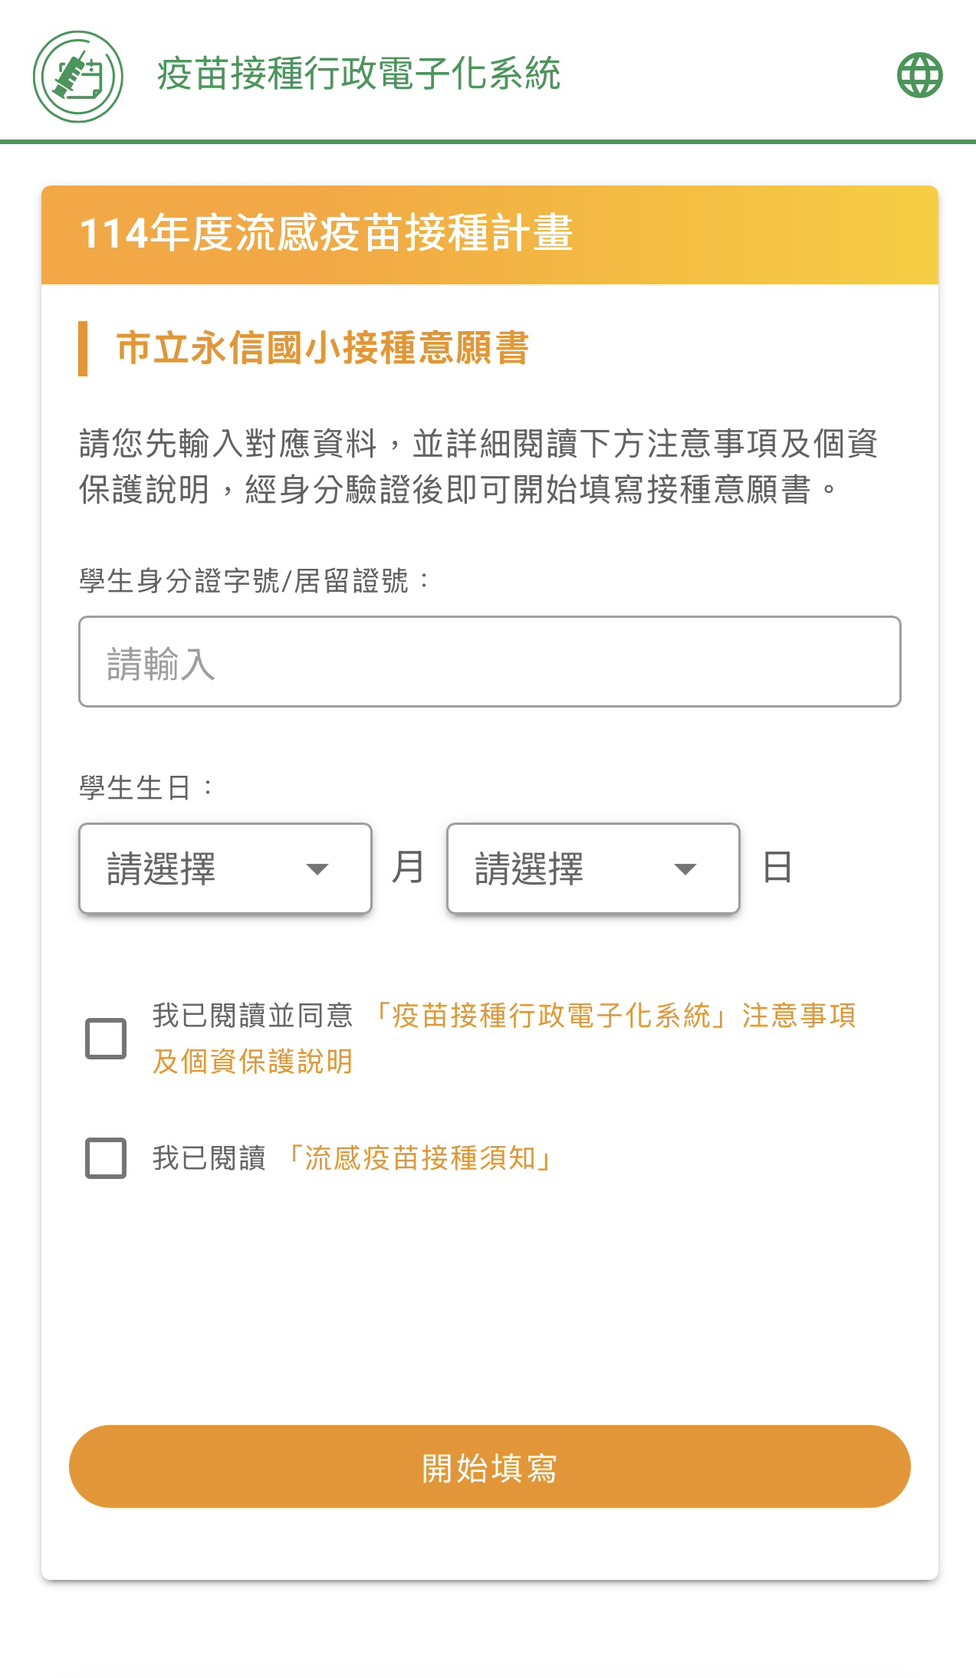 疫苗接種行政電子化系統
114年度流感疫苗接種計畫
市立永信國小接種意願書
請您先輸入對應資料，並詳細閱讀下方注意事項及個資
保護說明，經身分驗證後即可開始填寫接種意願書。
學生身分證字號/居留證號：
請輸入
學生生日：
請選擇 月 請選擇 日
我已閱讀並同意「疫苗接種行政電子化系統」注意事項
及個資保護說明
我已閱讀「流感疫苗接種須知」
開始填寫